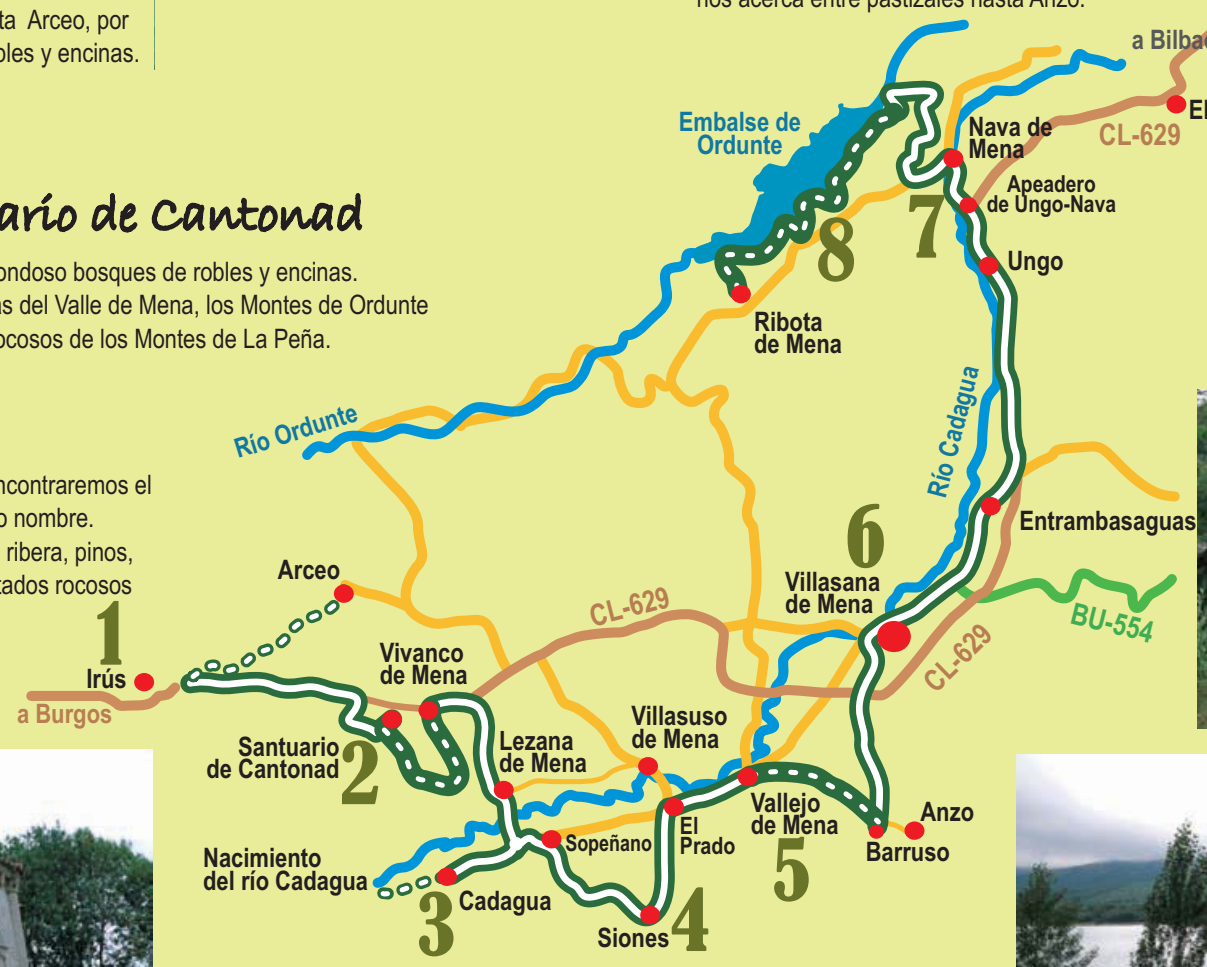 ta Arceo, por
bles y encinas.
nos acerca entre pastizales hasta Anzo.
a Bilbao
CL-629
Embalse de
Ordunte
Nava de
Mena
Apeadero
de Ungo-Nava
7
8
Ungo
ario de Cantonad
ondoso bosques de robles y encinas.
as del Valle de Mena, los Montes de Ordunte
ocosos de los Montes de La Peña.
Ribota
de Mena
Río Ordunte
Río Cadagua
ncontraremos el
o nombre.
ribera, pinos,
tados rocosos
Entrambasaguas
6
Villasana
de Mena
Arceo
CL-629
BU-554
CL-629
1
Irús
a Burgos
Vivanco
de Mena
Santuario
de Cantonad
2
Lezana
de Mena
Villasuso
de Mena
Vallejo
de Mena
5
Anzo
Barruso
Sopeñano
El
Prado
Nacimiento
del río Cadagua
3
Cadagua
Siones
4